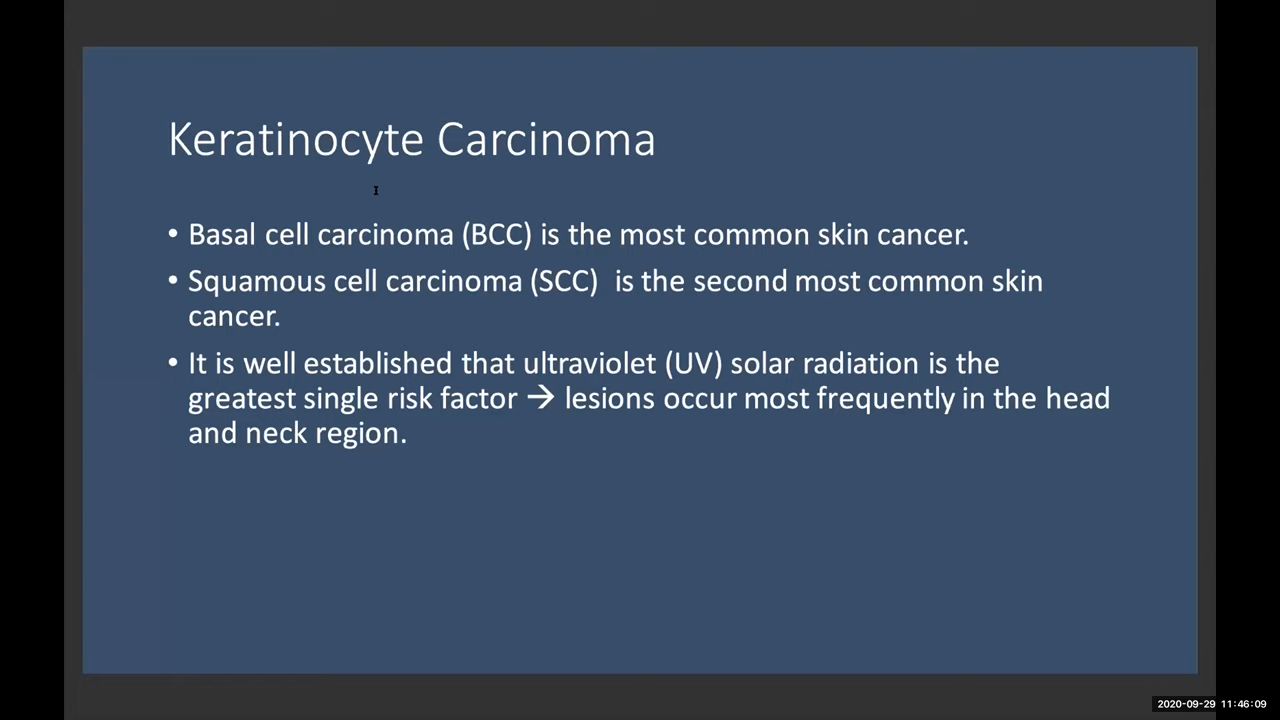 Keratinocyte Carcinoma
• Basal cell carcinoma (BCC) is the most common skin cancer.
• Squamous cell carcinoma (SCC)  is the second most common skin
cancer.
• It is well established that ultraviolet (UV) solar radiation is the
greatest single risk factor → lesions occur most frequently in the head
and neck region.
2020-09-29 11:46:09